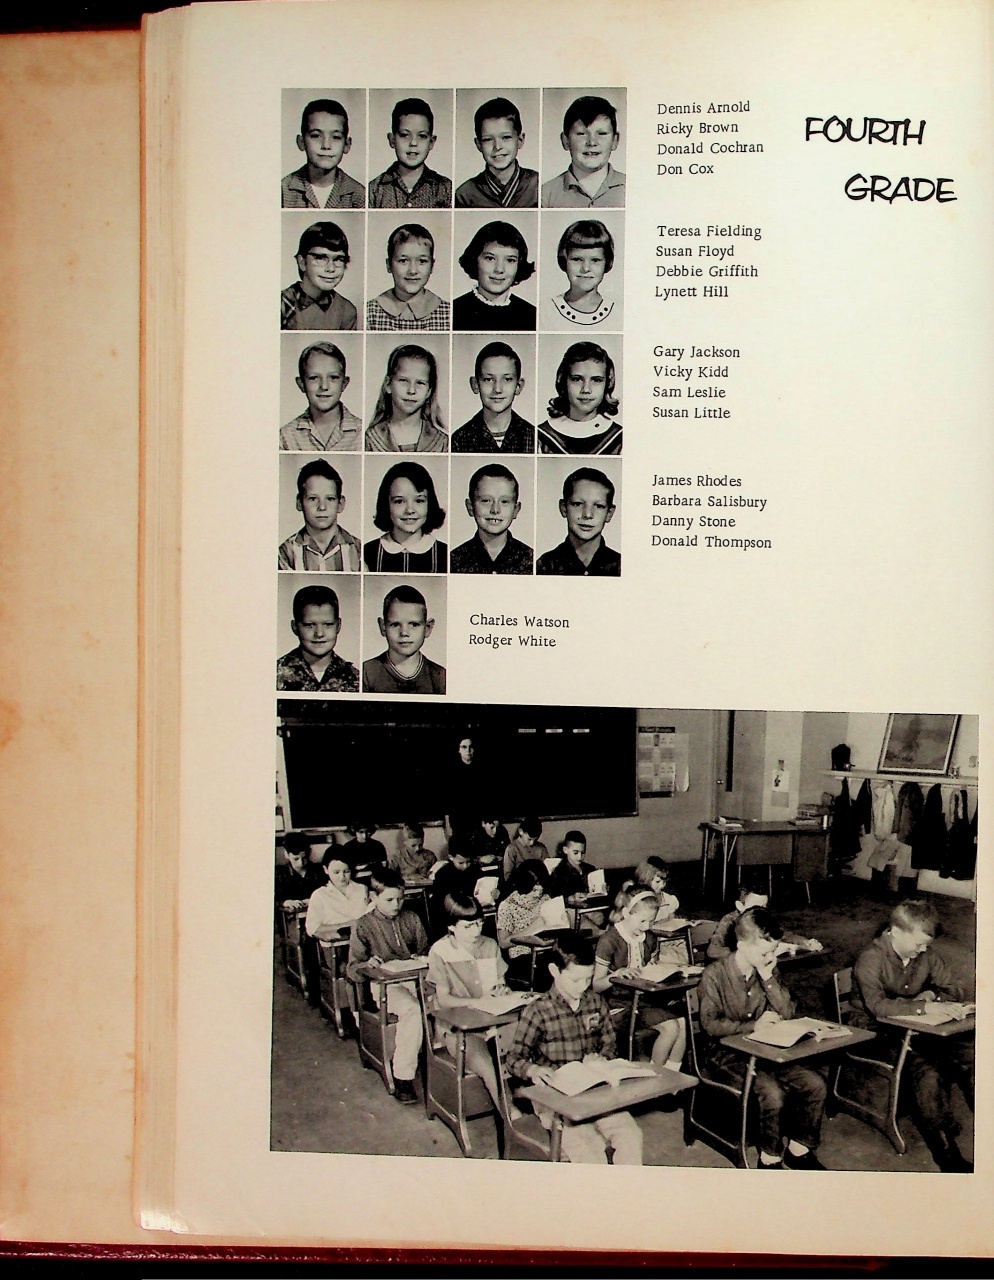 FOURTH
GRADE
Dennis Arnold
Ricky Brown
Donald Cochran
Don Cox
Teresa Fielding
Susan Floyd
Debbie Griffith
Lynett Hill
Gary Jackson
Vicky Kidd
Sam Leslie
Susan Little
James Rhodes
Barbara Salisbury
Danny Stone
Donald Thompson
Charles Watson
Rodger White